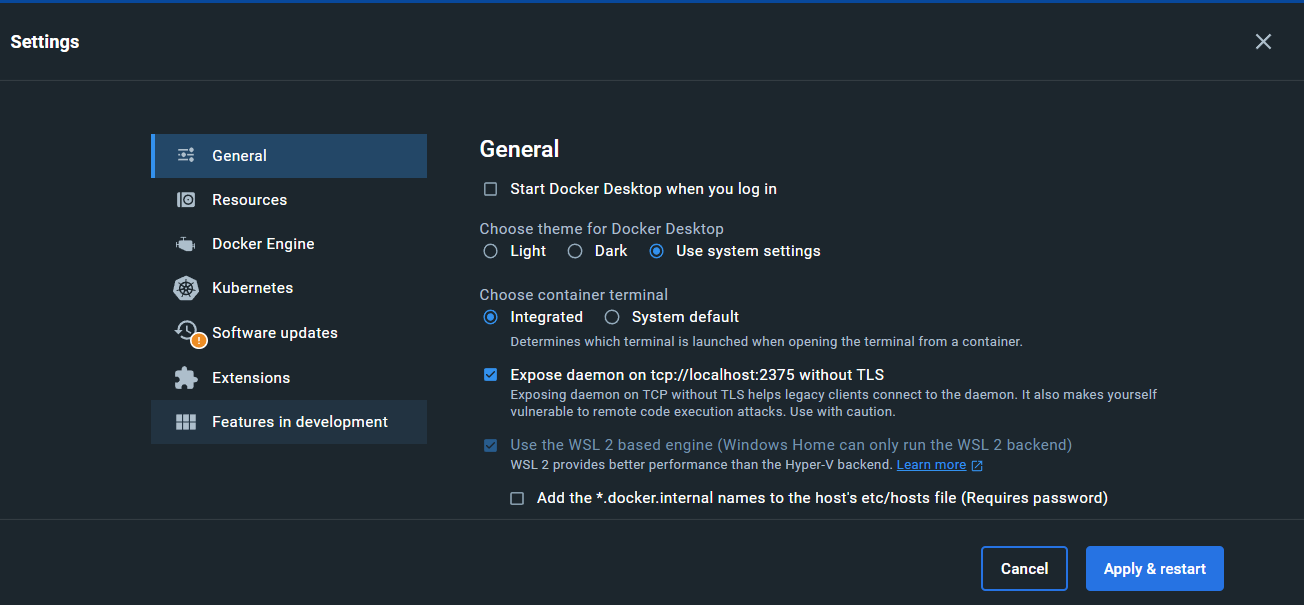 Settings
General
Resources
Docker Engine
Kubernetes
Software updates
Extensions
Features in development
General
Start Docker Desktop when you log in
Choose theme for Docker Desktop
Light Dark Use system settings
Choose container terminal
Integrated System default
Determines which terminal is launched when opening the terminal from a container.
Expose daemon on tcp://localhost:2375 without TLS
Exposing daemon on TCP without TLS helps legacy clients connect to the daemon. It also makes yourself
vulnerable to remote code execution attacks. Use with caution.
Use the WSL 2 based engine (Windows Home can only run the WSL 2 backend)
WSL 2 provides better performance than the Hyper-V backend. Learn more
Add the *.docker.internal names to the host's etc/hosts file (Requires password)
Cancel Apply & restart